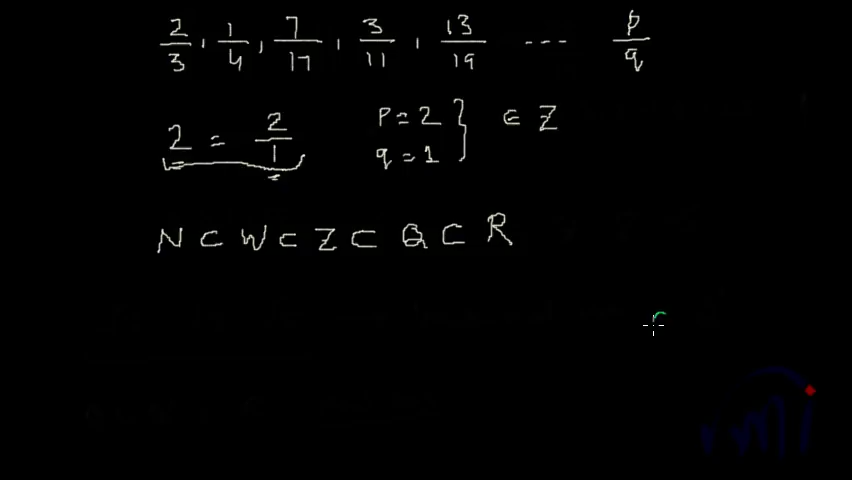 2/3 , 1/4 , 7/17 , 3/11 , 13/19 --- p/q
2 = 2/1 P = 2 } ∈ Z
q = 1
N ⊂ W ⊂ Z ⊂ Q ⊂ R